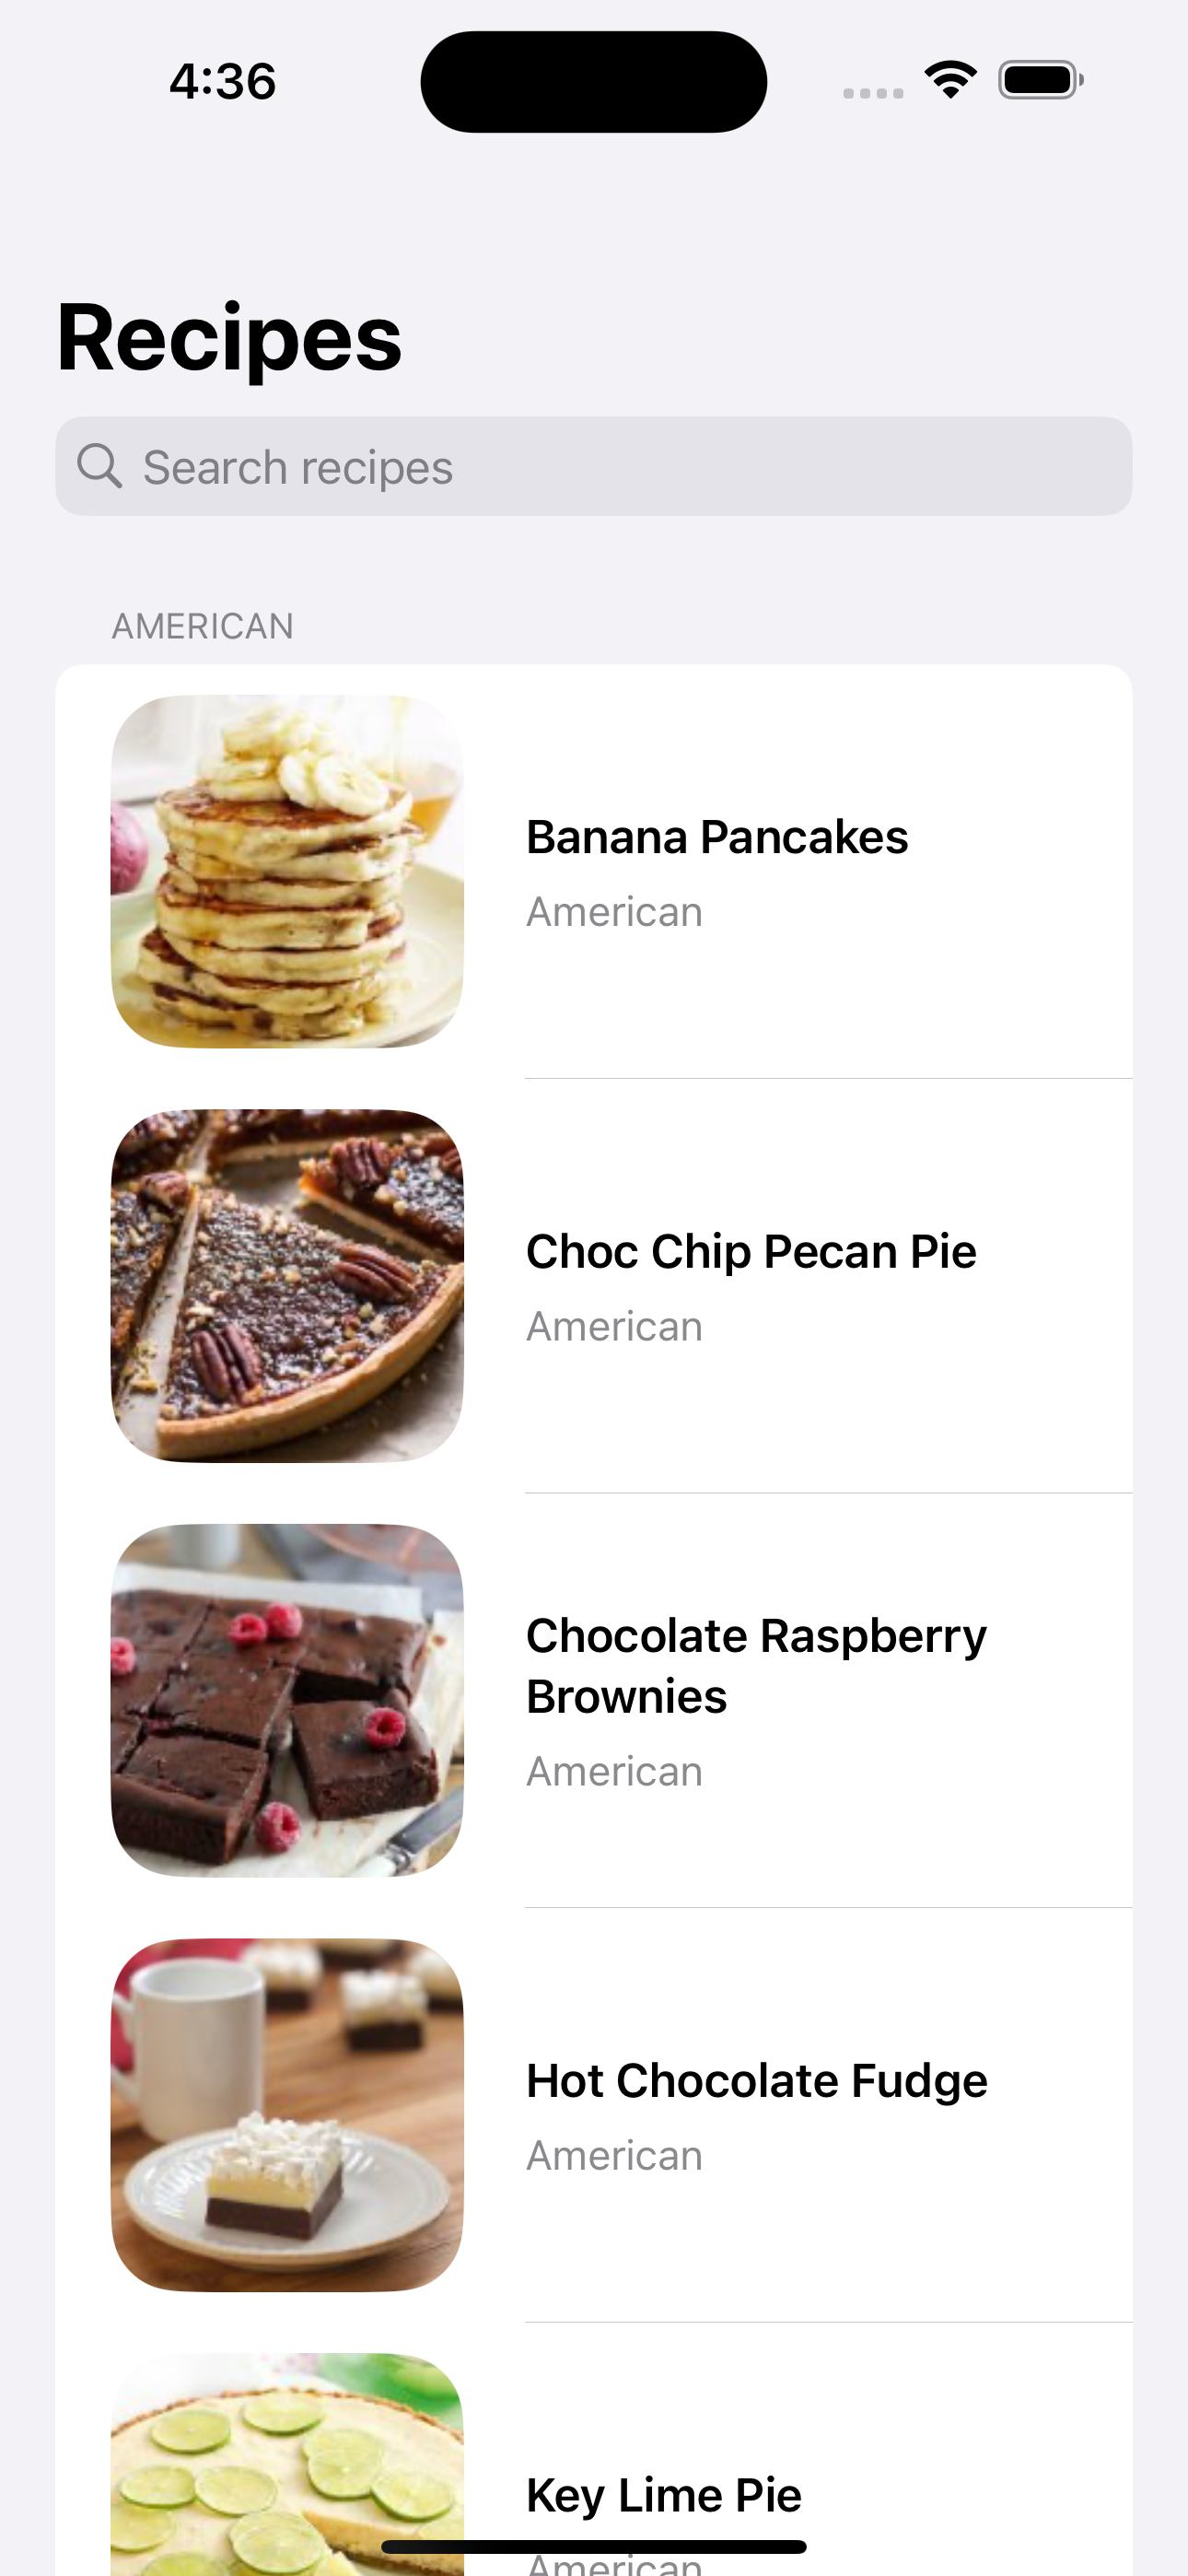 4:36
Recipes
Search recipes
AMERICAN
Banana Pancakes
American
Choc Chip Pecan Pie
American
Chocolate Raspberry
Brownies
American
Hot Chocolate Fudge
American
Key Lime Pie
American